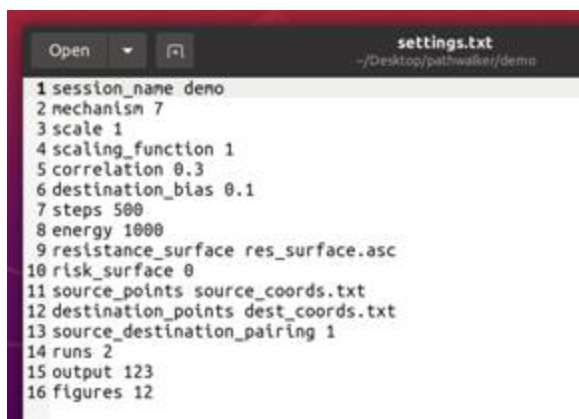 Open
settings.txt
~/Desktop/pathwalker/demo
1 session_name demo
2 mechanism 7
3 scale 1
4 scaling_function 1
5 correlation 0.3
6 destination_bias 0.1
7 steps 500
8 energy 1000
9 resistance_surface res_surface.asc
10 risk_surface 0
11 source_points source_coords.txt
12 destination_points dest_coords.txt
13 source_destination_pairing 1
14 runs 2
15 output 123
16 figures 12